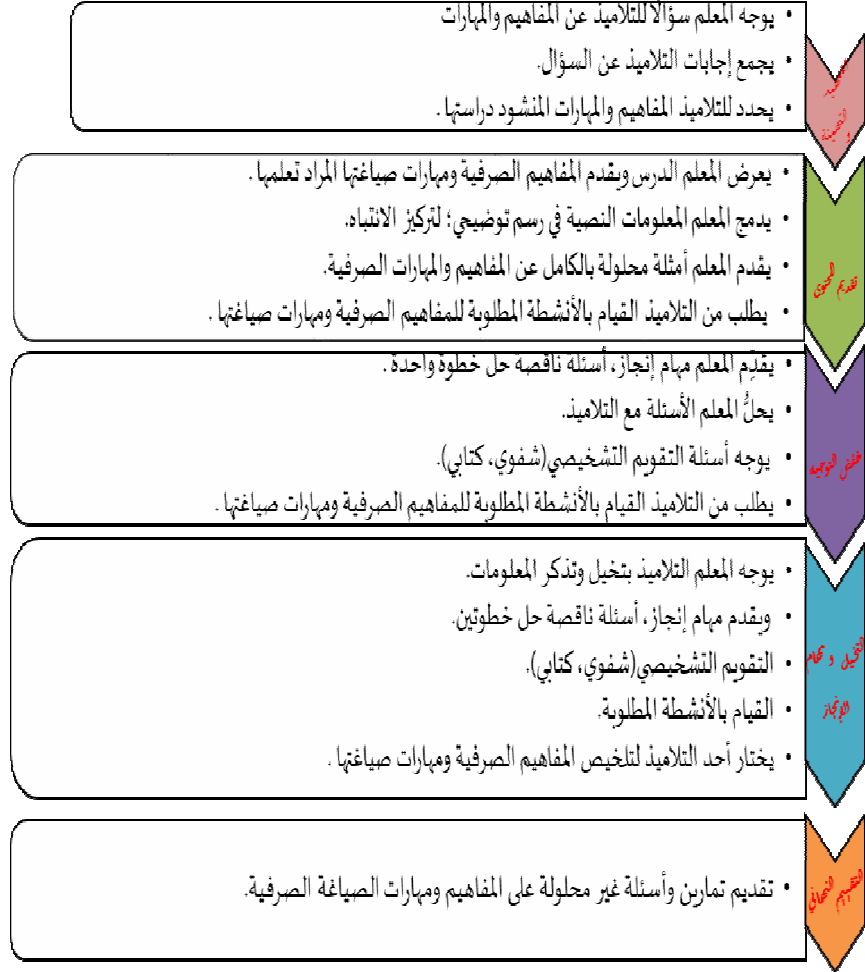 • يوجه المعلم سؤالا للتلاميذ عن المفاهيم والمهارات
• يجمع إجابات التلاميذ عن السؤال.
• يحدد للتلاميذ المفاهيم والمهارات المنشود دراستها .
تقديم المحتوى
• يعرض المعلم الدرس ويقدم المفاهيم الصرفية ومهارات صياغتها المراد تعلمها .
• يدمج المعلم المعلومات النصية في رسم توضيحي؛ لتركيز الانتباه.
• يقدم المعلم أمثلة محلولة بالكامل عن المفاهيم والمهارات الصرفية.
• يطلب من التلاميذ القيام بالأنشطة المطلوبة للمفاهيم الصرفية ومهارات صياغتها .
خفض التوجيه
• يقدِّم المعلم مهام إنجاز، أسئلة ناقصة حل خطوة واحدة .
• يحلُّ المعلم الأسئلة مع التلاميذ.
• يوجه أسئلة التقويم التشخيصي(شفوي، كتابي).
• يطلب من التلاميذ القيام بالأنشطة المطلوبة للمفاهيم الصرفية ومهارات صياغتها .
التخيل و مهام
الإنجاز
• يوجه المعلم التلاميذ بتخيل وتذكر المعلومات.
• ويقدم مهام إنجاز، أسئلة ناقصة حل خطوتين.
• التقويم التشخيصي(شفوي، كتابي).
• القيام بالأنشطة المطلوبة.
• يختار أحد التلاميذ لتلخيص المفاهيم الصرفية ومهارات صياغتها .
التقييم النهائي
• تقديم تمارين وأسئلة غير محلولة على المفاهيم ومهارات الصياغة الصرفية.